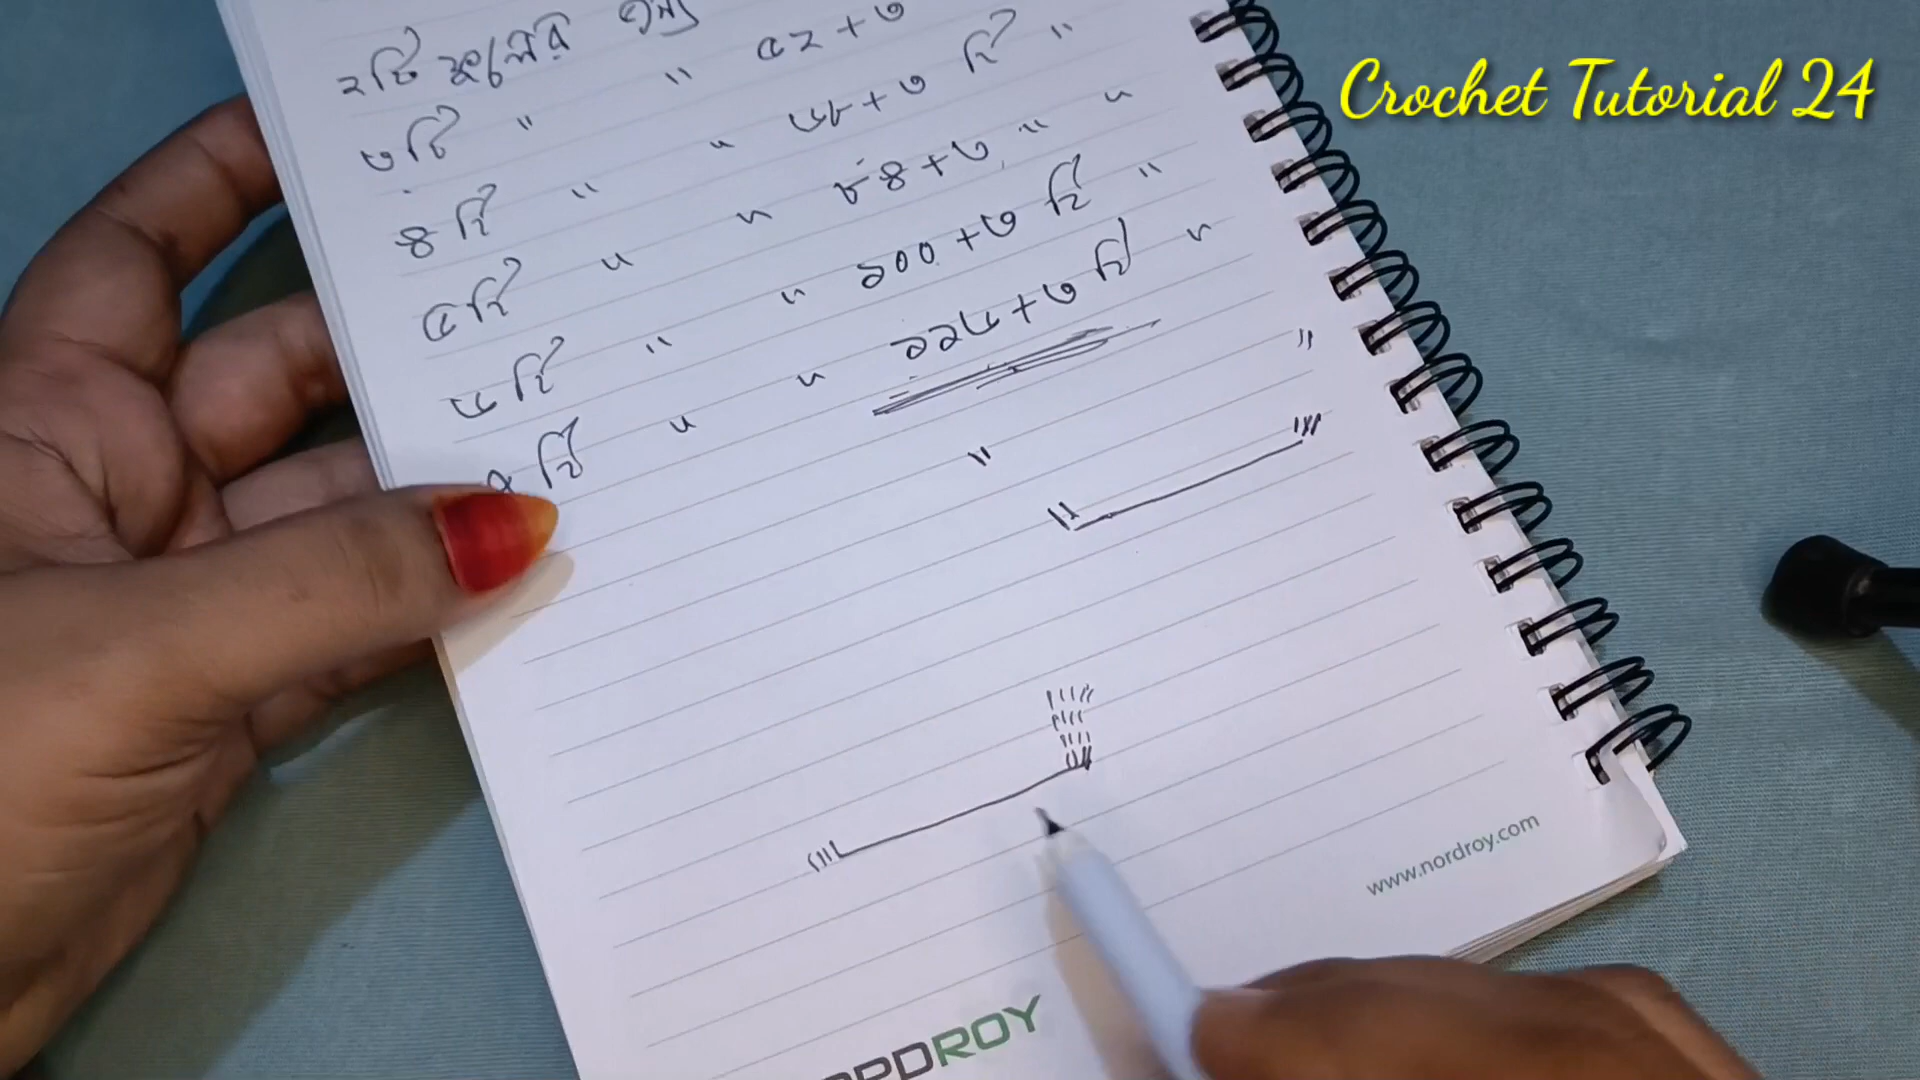 ২টি ফুলের জন্য
৩টি " " ৫২+৩
৪টি " " ৬৮+৩ টি "
৫টি " " ৮৪+৩ " "
৬টি " " ১০০+৩ টি "
৭টি " " ১১৬+৩ টি "
" "
Crochet Tutorial 24
www.nordroy.com
RDROY